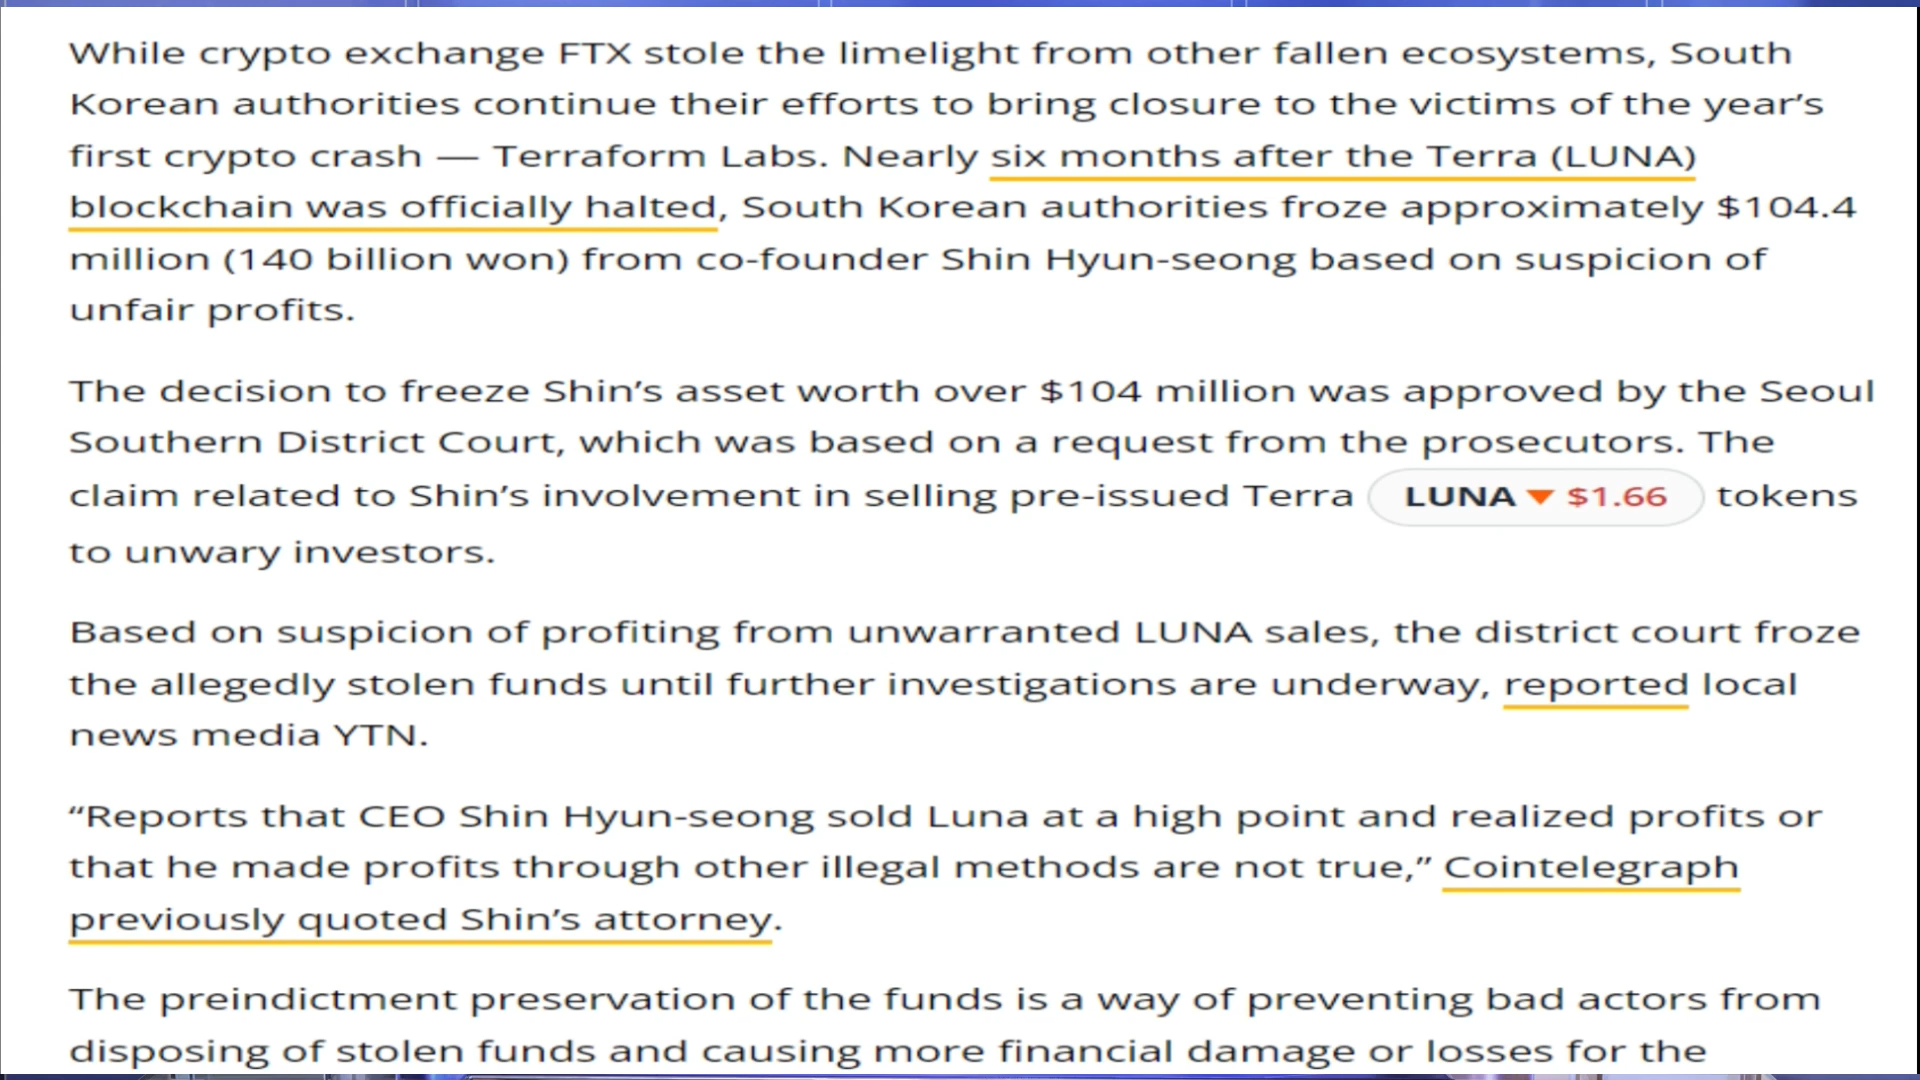 While crypto exchange FTX stole the limelight from other fallen ecosystems, South
Korean authorities continue their efforts to bring closure to the victims of the year’s
first crypto crash — Terraform Labs. Nearly six months after the Terra (LUNA)
blockchain was officially halted, South Korean authorities froze approximately $104.4
million (140 billion won) from co-founder Shin Hyun-seong based on suspicion of
unfair profits.
The decision to freeze Shin’s asset worth over $104 million was approved by the Seoul
Southern District Court, which was based on a request from the prosecutors. The
claim related to Shin’s involvement in selling pre-issued Terra LUNA ▼ $1.66 tokens
to unwary investors.
Based on suspicion of profiting from unwarranted LUNA sales, the district court froze
the allegedly stolen funds until further investigations are underway, reported local
news media YTN.
“Reports that CEO Shin Hyun-seong sold Luna at a high point and realized profits or
that he made profits through other illegal methods are not true,” Cointelegraph
previously quoted Shin’s attorney.
The preindictment preservation of the funds is a way of preventing bad actors from
disposing of stolen funds and causing more financial damage or losses for the